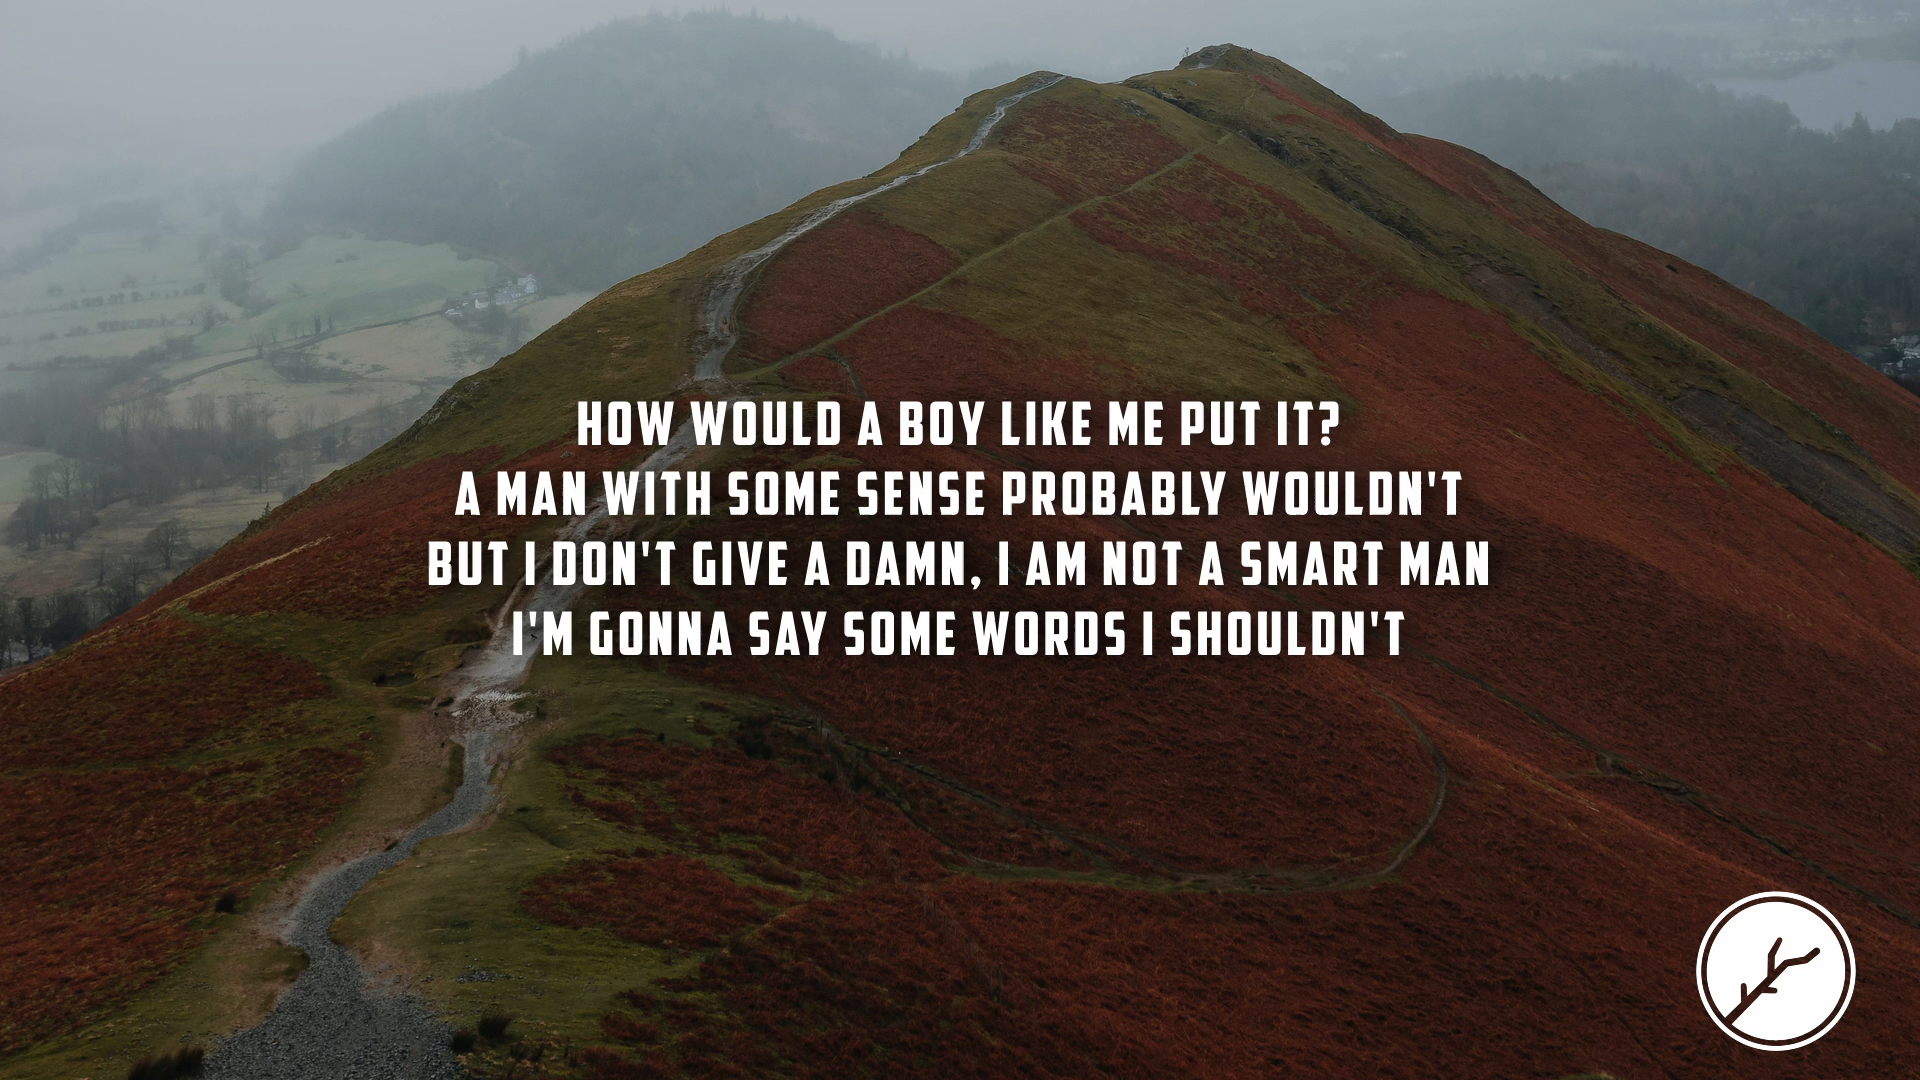 HOW WOULD A BOY LIKE ME PUT IT?
A MAN WITH SOME SENSE PROBABLY WOULDN'T
BUT I DON'T GIVE A DAMN, I AM NOT A SMART MAN
I'M GONNA SAY SOME WORDS I SHOULDN'T